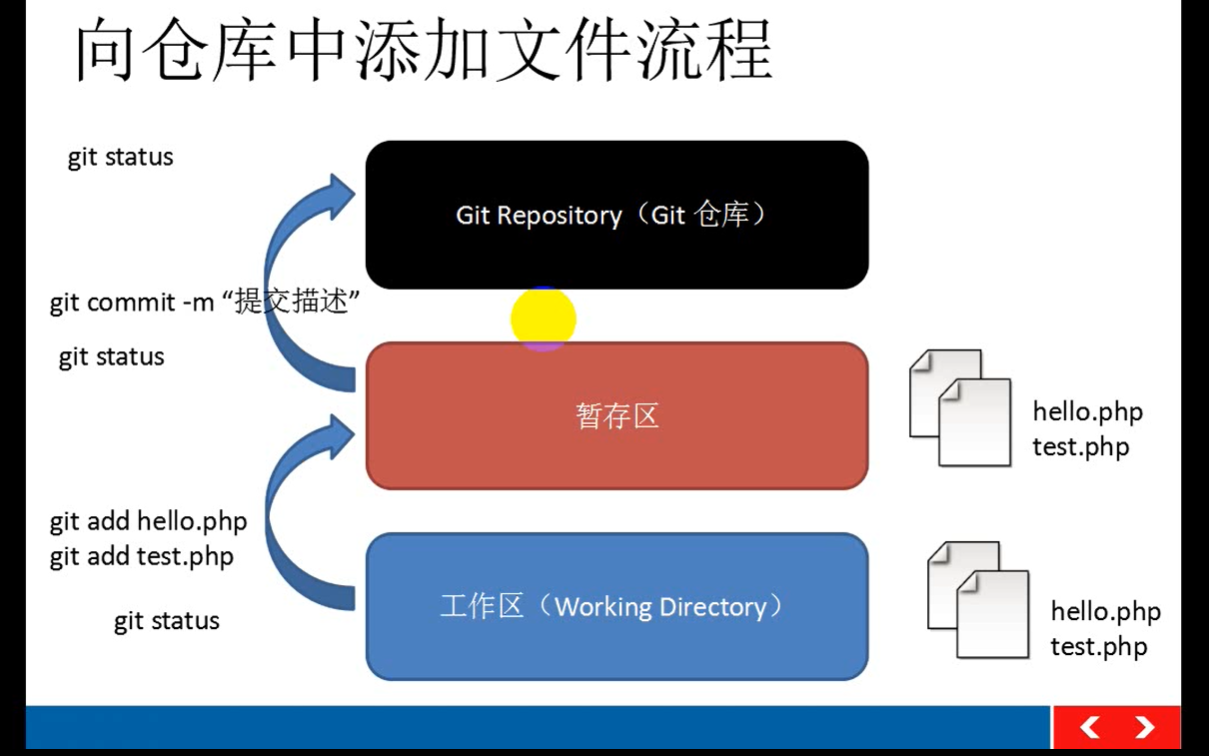 向仓库中添加文件流程
git status
Git Repository（Git 仓库）
git commit -m “提交描述”
git status
暂存区
hello.php
test.php
git add hello.php
git add test.php
git status
工作区（Working Directory）
hello.php
test.php